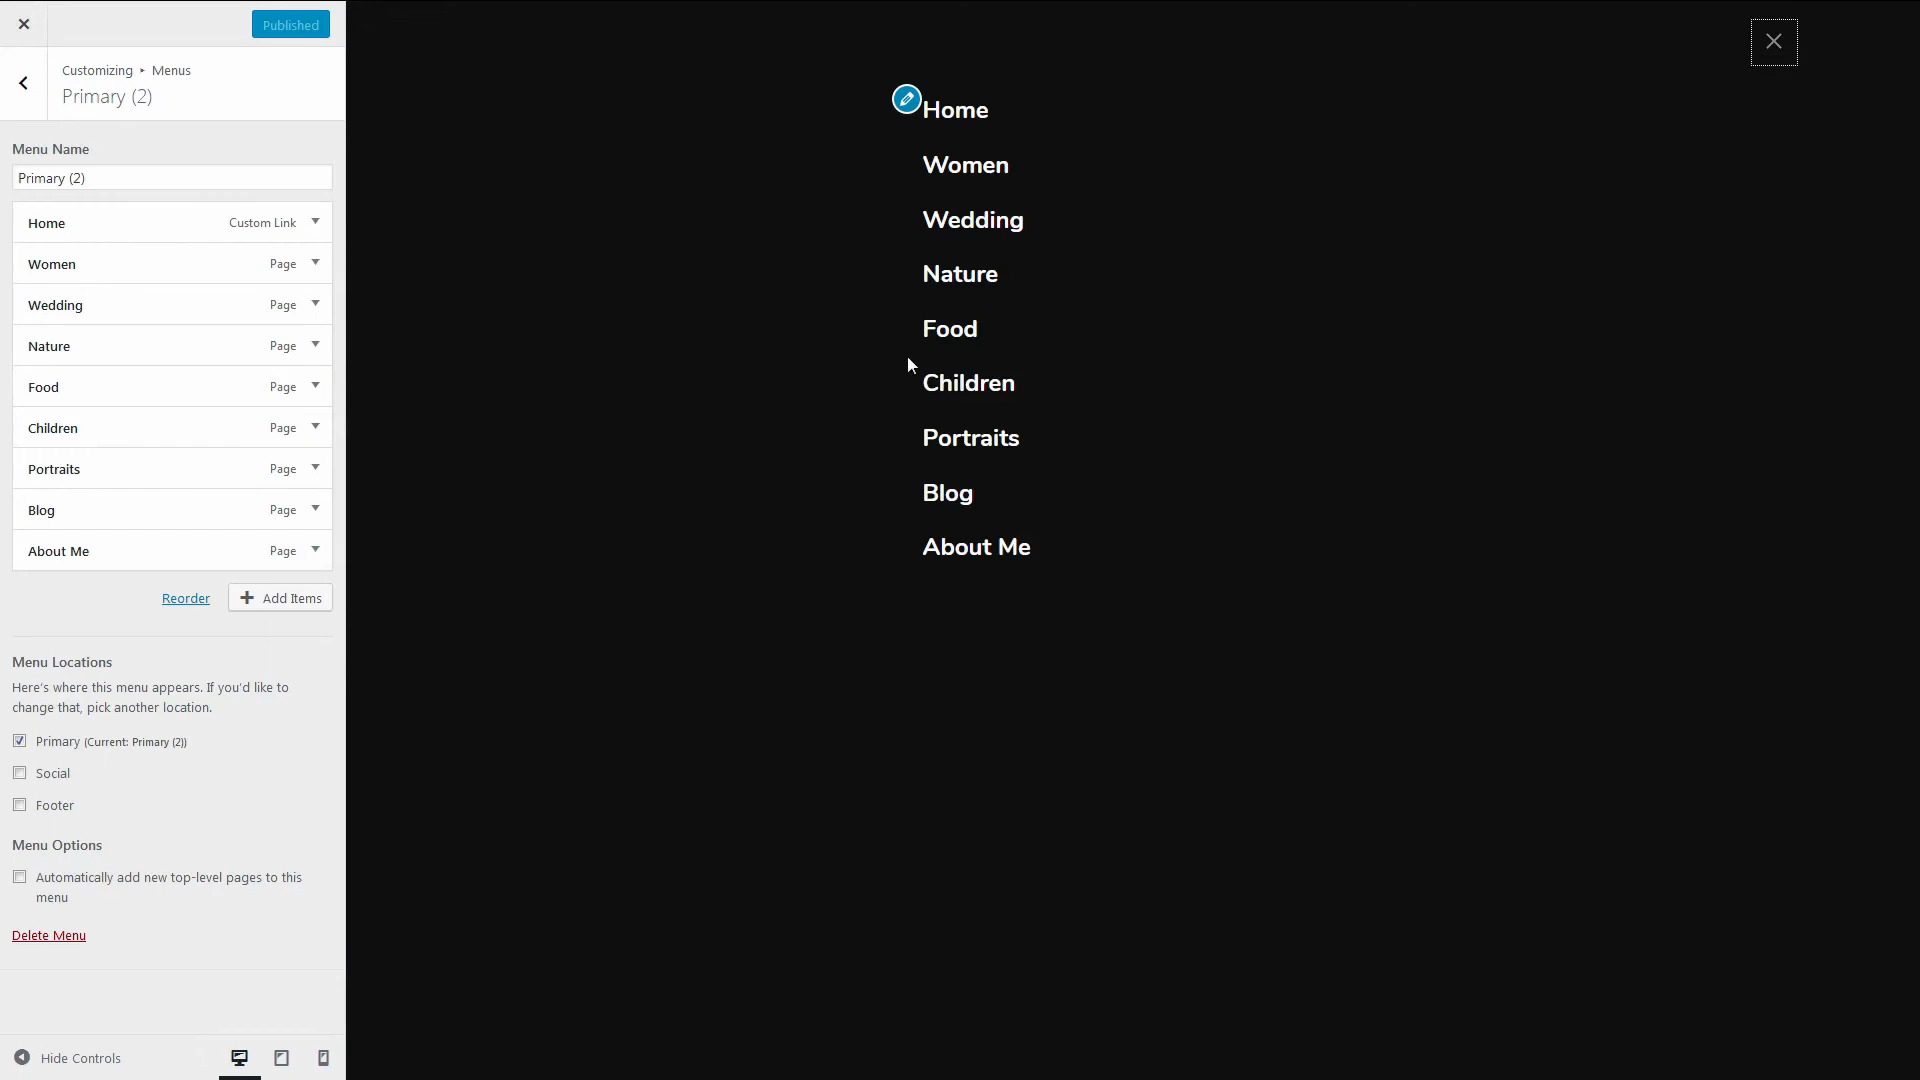 Published
Customizing ▸ Menus
Primary (2)
Menu Name
Primary (2)
Home Custom Link
Women Page
Wedding Page
Nature Page
Food Page
Children Page
Portraits Page
Blog Page
About Me Page
Reorder Add Items
Menu Locations
Here's where this menu appears. If you'd like to
change that, pick another location.
Primary (Current: Primary (2))
Social
Footer
Menu Options
Automatically add new top-level pages to this
menu
Delete Menu
Hide Controls
Home
Women
Wedding
Nature
Food
Children
Portraits
Blog
About Me